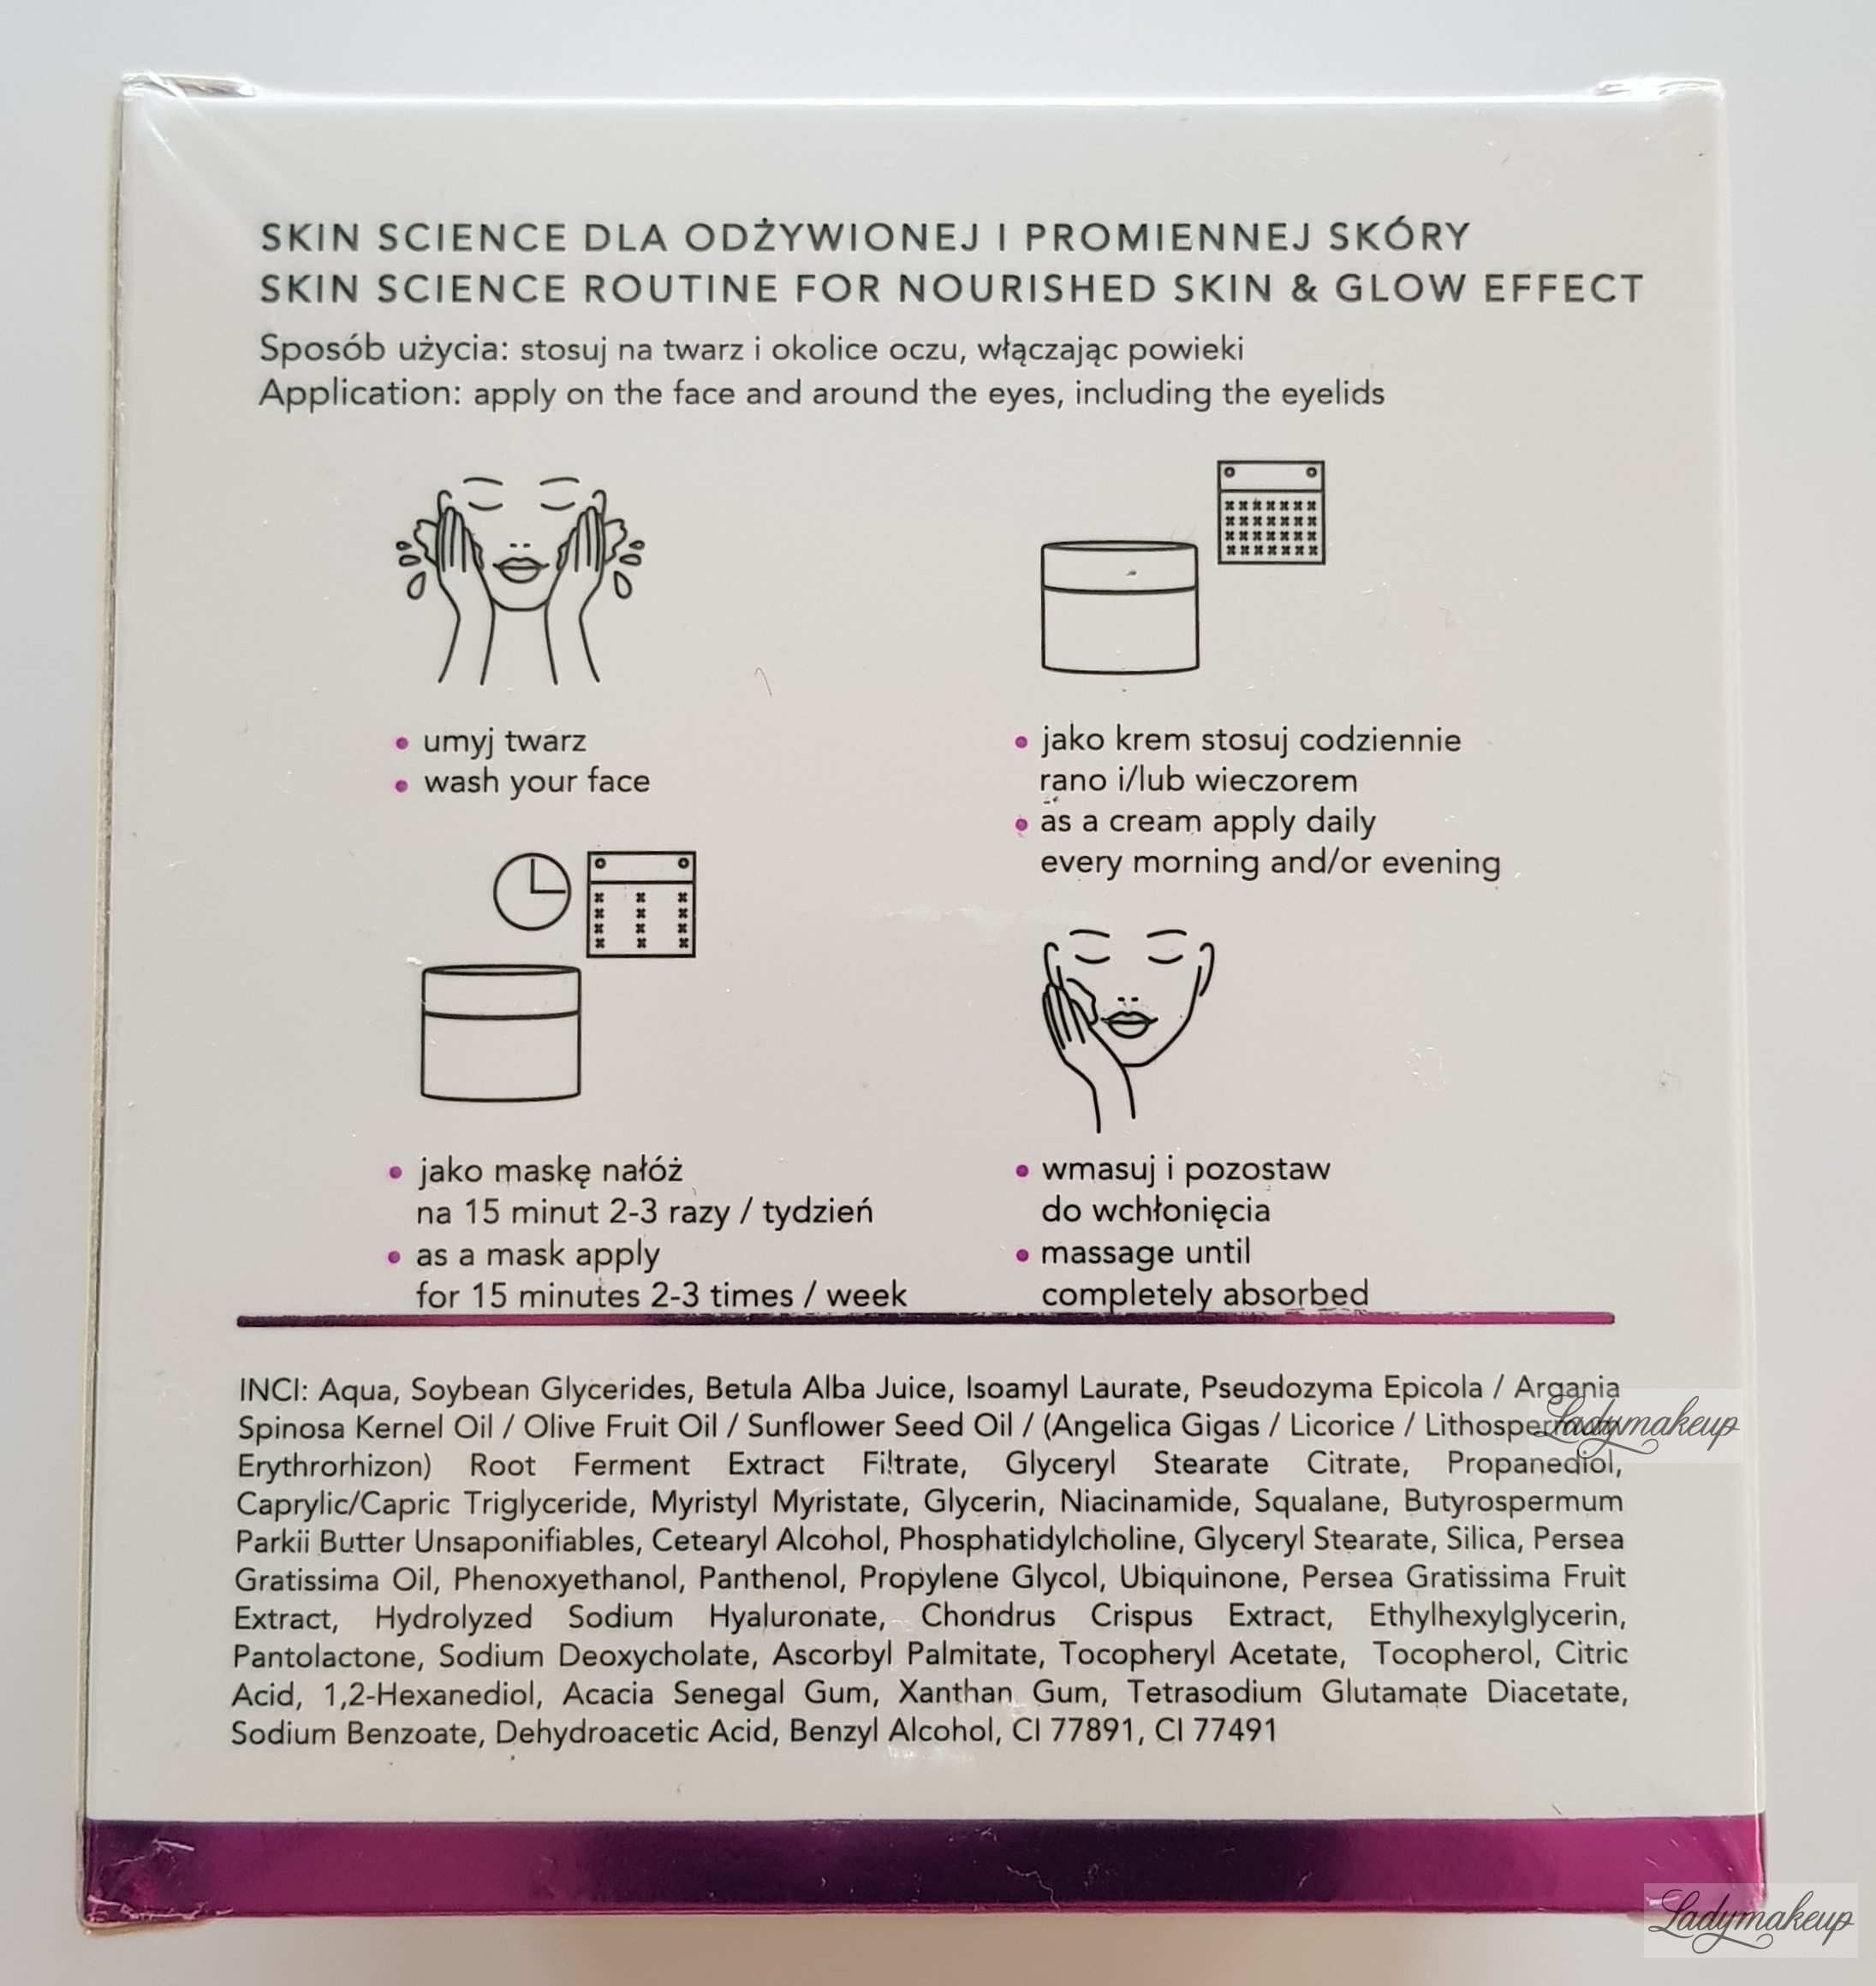 SKIN SCIENCE DLA ODŻYWIONEJ I PROMIENNEJ SKÓRY
SKIN SCIENCE ROUTINE FOR NOURISHED SKIN & GLOW EFFECT
Sposób użycia: stosuj na twarz i okolice oczu, włączając powieki
Application: apply on the face and around the eyes, including the eyelids
• umyj twarz
• wash your face
• jako krem stosuj codziennie
rano i/lub wieczorem
• as a cream apply daily
every morning and/or evening
• jako maskę nałóż
na 15 minut 2-3 razy / tydzień
• as a mask apply
for 15 minutes 2-3 times / week
• wmasuj i pozostaw
do wchłonięcia
• massage until
completely absorbed
INCI: Aqua, Soybean Glycerides, Betula Alba Juice, Isoamyl Laurate, Pseudozyma Epicola / Argania
Spinosa Kernel Oil / Olive Fruit Oil / Sunflower Seed Oil / (Angelica Gigas / Licorice /
Erythrorhizon) Root Ferment Extract Filtrate, Glyceryl Stearate Citrate, Propanediol,
Caprylic/Capric Triglyceride, Myristyl Myristate, Glycerin, Niacinamide, Squalane, Butyrospermum
Parkii Butter Unsaponifiables, Cetearyl Alcohol, Phosphatidylcholine, Glyceryl Stearate, Silica, Persea
Gratissima Oil, Phenoxyethanol, Panthenol, Propylene Glycol, Ubiquinone, Persea Gratissima Fruit
Extract, Hydrolyzed Sodium Hyaluronate, Chondrus Crispus Extract, Ethylhexylglycerin,
Pantolactone, Sodium Deoxycholate, Ascorbyl Palmitate, Tocopheryl Acetate, Tocopherol, Citric
Acid, 1,2-Hexanediol, Acacia Senegal Gum, Xanthan Gum, Tetrasodium Glutamate Diacetate,
Sodium Benzoate, Dehydroacetic Acid, Benzyl Alcohol, CI 77891, CI 77491
Ladymakeup
Ladymakeup